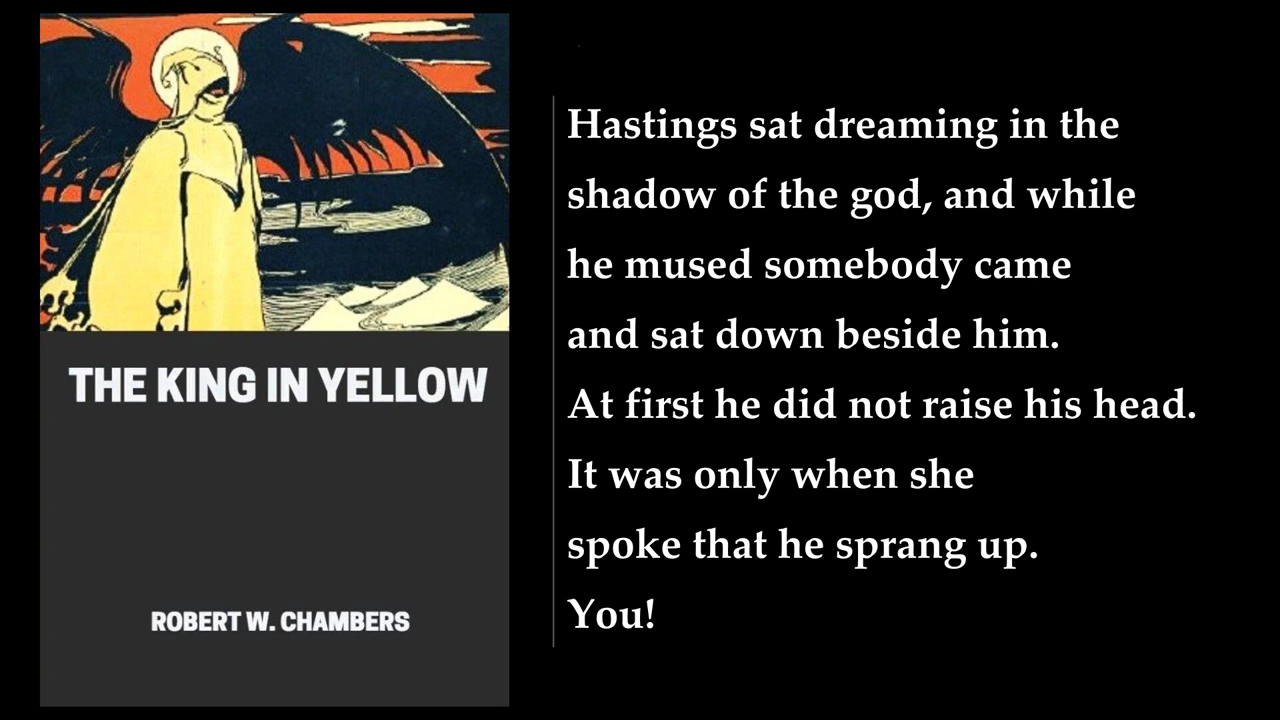 THE KING IN YELLOW
ROBERT W. CHAMBERS
Hastings sat dreaming in the
shadow of the god, and while
he mused somebody came
and sat down beside him.
At first he did not raise his head.
It was only when she
spoke that he sprang up.
You!